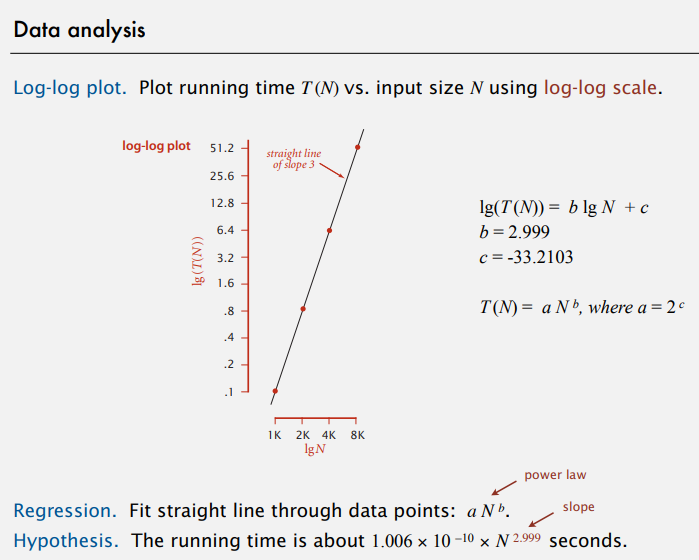 Data analysis
Log-log plot. Plot running time T (N) vs. input size N using log-log scale.
log-log plot
51.2
25.6
12.8
6.4
3.2
1.6
.8
.4
.2
.1
lg (T(N))
straight line
of slope 3
1K 2K 4K 8K
lg N
lg(T (N)) = b lg N + c
b = 2.999
c = -33.2103
T (N) = a N ᵇ, where a = 2 ᶜ
power law
Regression. Fit straight line through data points: a N ᵇ.
slope
Hypothesis. The running time is about 1.006 × 10 ⁻¹⁰ × N ²·⁹⁹⁹ seconds.